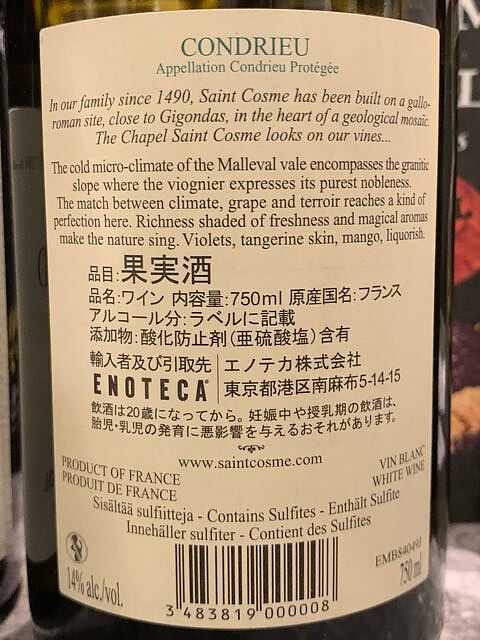 CONDRIEU
Appellation Condrieu Protégée
In our family since 1490, Saint Cosme has been built on a gallo-
roman site, close to Gigondas, in the heart of a geological mosaic.
The Chapel Saint Cosme looks on our vines...
The cold micro-climate of the Malleval vale encompasses the granitic
slope where the viognier expresses its purest nobleness.
The match between climate, grape and terroir reaches a kind of
perfection here. Richness shaded of freshness and magical aromas
make the nature sing. Violets, tangerine skin, mango, liquorish.
品目:果実酒
品名:ワイン 内容量:750ml 原産国名:フランス
アルコール分:ラベルに記載
添加物:酸化防止剤(亜硫酸塩)含有
輸入者及び引取先 エノテカ株式会社
ENOTECA 東京都港区南麻布5-14-15
飲酒は20歳になってから。妊娠中や授乳期の飲酒は、
胎児・乳児の発育に悪影響を与えるおそれがあります。
www.saintcosme.com
PRODUCT OF FRANCE
PRODUIT DE FRANCE
VIN BLANC
WHITE WINE
Sisältää sulfiitteja - Contains Sulfites - Enthält Sulfite
Innehäller sulfiter - Contient des Sulfites
14% alc./vol.
EMB84049J
750 ml
3 483819 000008